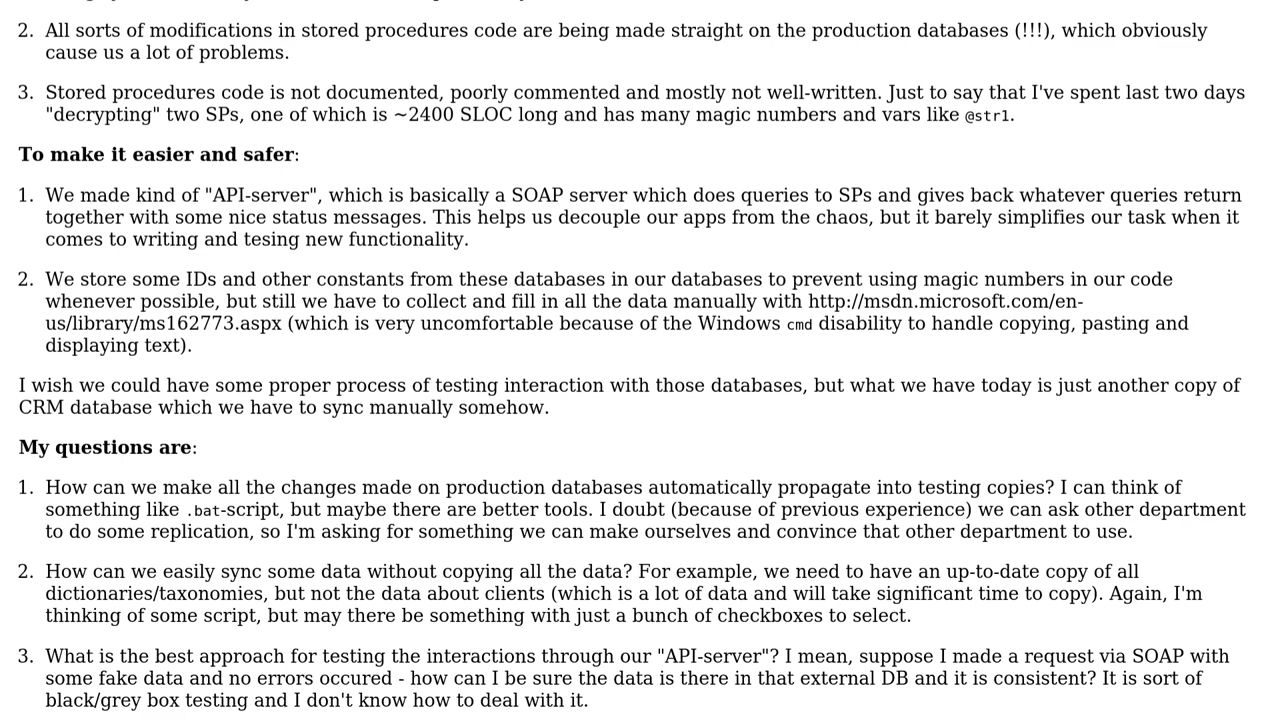 2. All sorts of modifications in stored procedures code are being made straight on the production databases (!!!), which obviously
cause us a lot of problems.
3. Stored procedures code is not documented, poorly commented and mostly not well-written. Just to say that I've spent last two days
"decrypting" two SPs, one of which is ~2400 SLOC long and has many magic numbers and vars like @str1.
To make it easier and safer:
1. We made kind of "API-server", which is basically a SOAP server which does queries to SPs and gives back whatever queries return
together with some nice status messages. This helps us decouple our apps from the chaos, but it barely simplifies our task when it
comes to writing and tesing new functionality.
2. We store some IDs and other constants from these databases in our databases to prevent using magic numbers in our code
whenever possible, but still we have to collect and fill in all the data manually with http://msdn.microsoft.com/en-
us/library/ms162773.aspx (which is very uncomfortable because of the Windows cmd disability to handle copying, pasting and
displaying text).
I wish we could have some proper process of testing interaction with those databases, but what we have today is just another copy of
CRM database which we have to sync manually somehow.
My questions are:
1. How can we make all the changes made on production databases automatically propagate into testing copies? I can think of
something like .bat-script, but maybe there are better tools. I doubt (because of previous experience) we can ask other department
to do some replication, so I'm asking for something we can make ourselves and convince that other department to use.
2. How can we easily sync some data without copying all the data? For example, we need to have an up-to-date copy of all
dictionaries/taxonomies, but not the data about clients (which is a lot of data and will take significant time to copy). Again, I'm
thinking of some script, but may there be something with just a bunch of checkboxes to select.
3. What is the best approach for testing the interactions through our "API-server"? I mean, suppose I made a request via SOAP with
some fake data and no errors occured - how can I be sure the data is there in that external DB and it is consistent? It is sort of
black/grey box testing and I don't know how to deal with it.